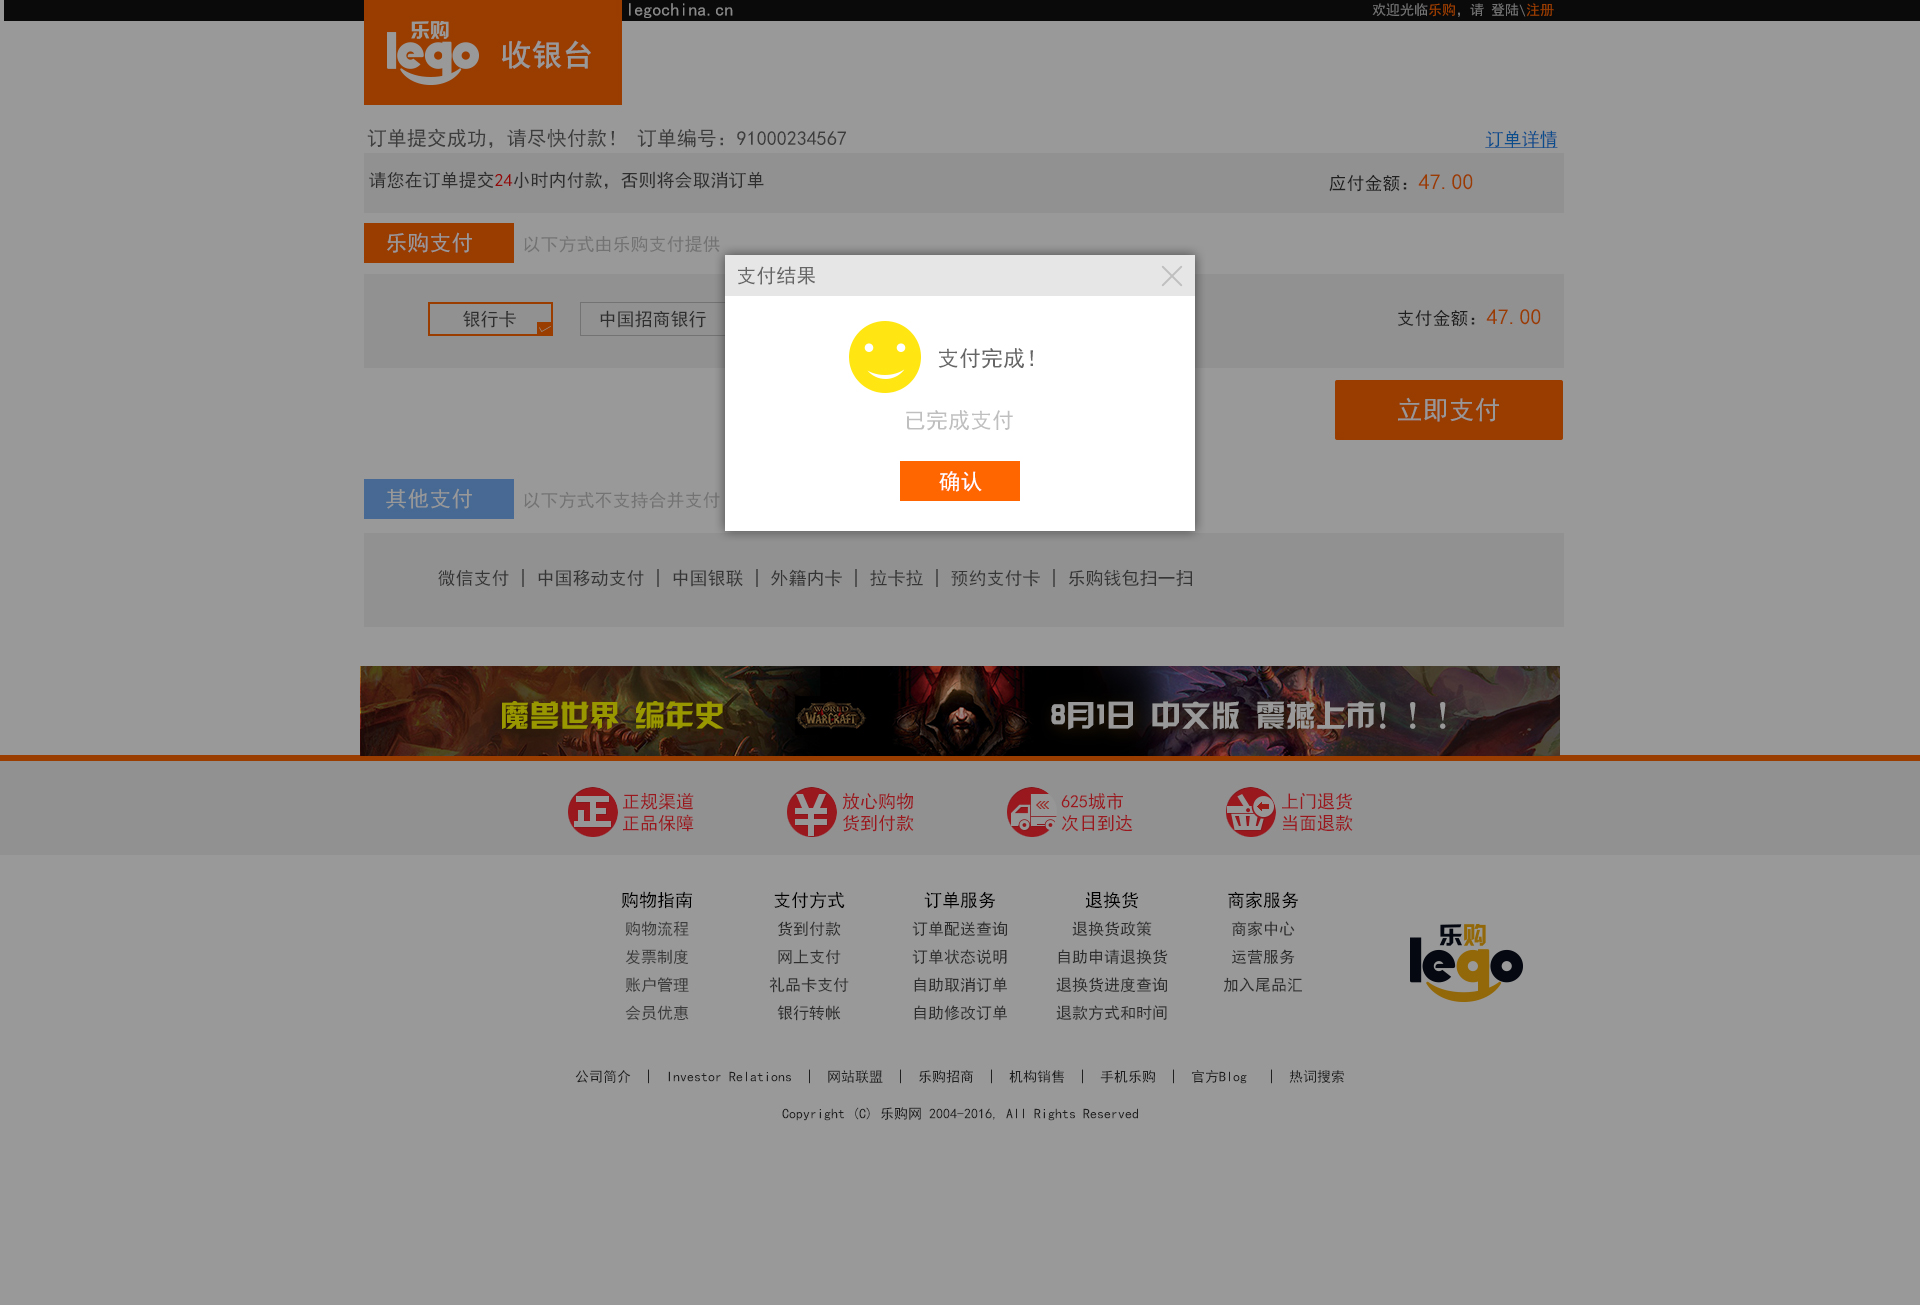 legochina.cn
欢迎光临乐购，请 登陆\注册
乐购
lego
收银台
订单提交成功，请尽快付款！ 订单编号：91000234567
订单详情
请您在订单提交24小时内付款，否则将会取消订单
应付金额：47.00
乐购支付
以下方式由乐购支付提供
支付结果
银行卡
中国招商银行
支付金额：47.00
支付完成！
已完成支付
确认
立即支付
其他支付
以下方式不支持合并支付
微信支付 | 中国移动支付 | 中国银联 | 外籍内卡 | 拉卡拉 | 预约支付卡 | 乐购钱包扫一扫
魔兽世界 编年史
WORLD
WARCRAFT
8月1日 中文版 震撼上市！！！
正
正规渠道
正品保障
¥
放心购物
货到付款
625城市
次日到达
上门退货
当面退款
购物指南 支付方式 订单服务 退换货 商家服务
购物流程 货到付款 订单配送查询 退换货政策 商家中心
发票制度 网上支付 订单状态说明 自助申请退换货 运营服务
账户管理 礼品卡支付 自助取消订单 退换货进度查询 加入尾品汇
会员优惠 银行转帐 自助修改订单 退款方式和时间
乐购
lego
公司简介 | Investor Relations | 网站联盟 | 乐购招商 | 机构销售 | 手机乐购 | 官方Blog | 热词搜索
Copyright (C) 乐购网 2004-2016, All Rights Reserved